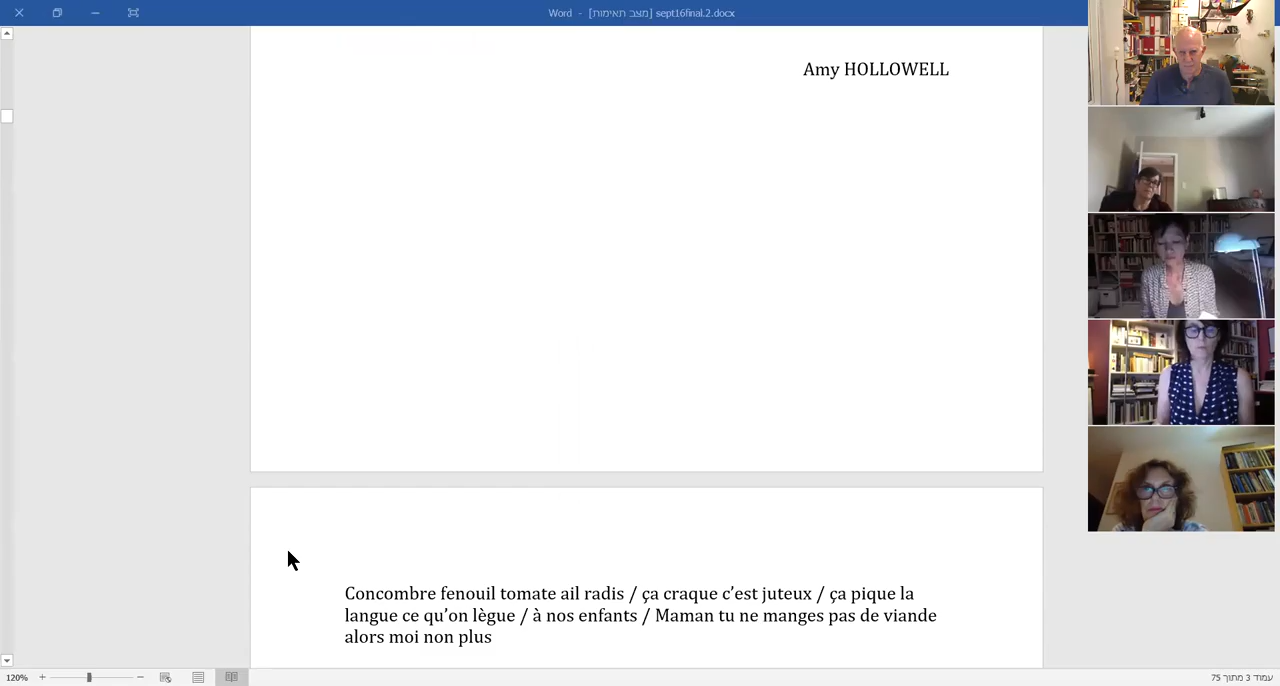 Word - [מצב תאימות] sept16final.2.docx
Amy HOLLOWELL
Concombre fenouil tomate ail radis / ça craque c’est juteux / ça pique la
langue ce qu’on lègue / à nos enfants / Maman tu ne manges pas de viande
alors moi non plus
120%
עמוד 3 מתוך 75